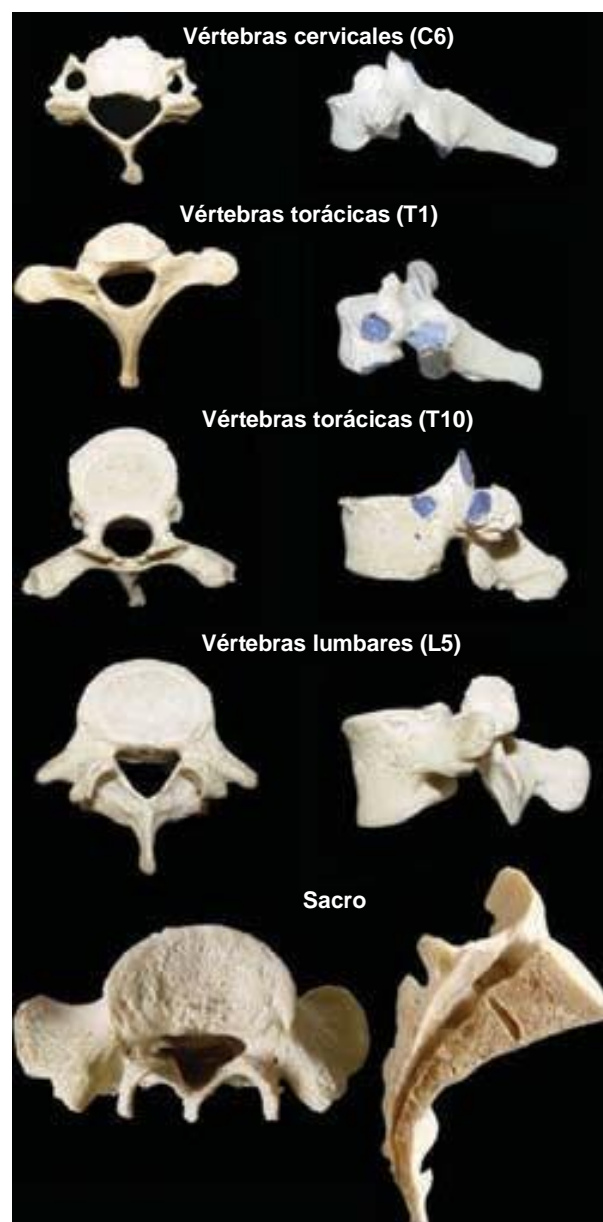 Vértebras cervicales (C6)
Vértebras torácicas (T1)
Vértebras torácicas (T10)
Vértebras lumbares (L5)
Sacro